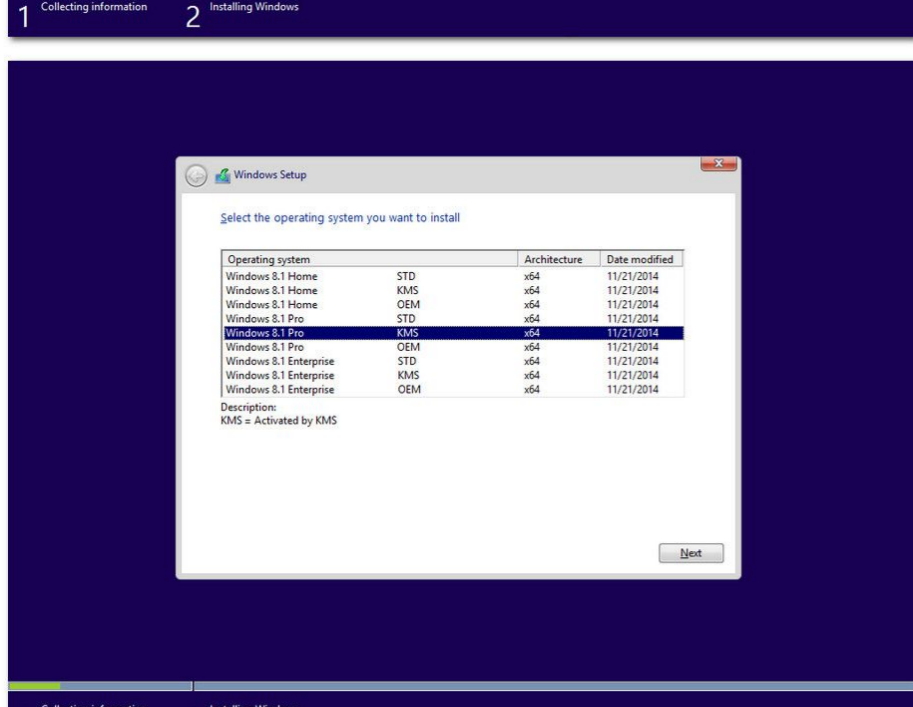 1 Collecting information 2 Installing Windows
Windows Setup
Select the operating system you want to install
Operating system Architecture Date modified
Windows 8.1 Home STD x64 11/21/2014
Windows 8.1 Home KMS x64 11/21/2014
Windows 8.1 Home OEM x64 11/21/2014
Windows 8.1 Pro STD x64 11/21/2014
Windows 8.1 Pro KMS x64 11/21/2014
Windows 8.1 Pro OEM x64 11/21/2014
Windows 8.1 Enterprise STD x64 11/21/2014
Windows 8.1 Enterprise KMS x64 11/21/2014
Windows 8.1 Enterprise OEM x64 11/21/2014
Description:
KMS = Activated by KMS
Next